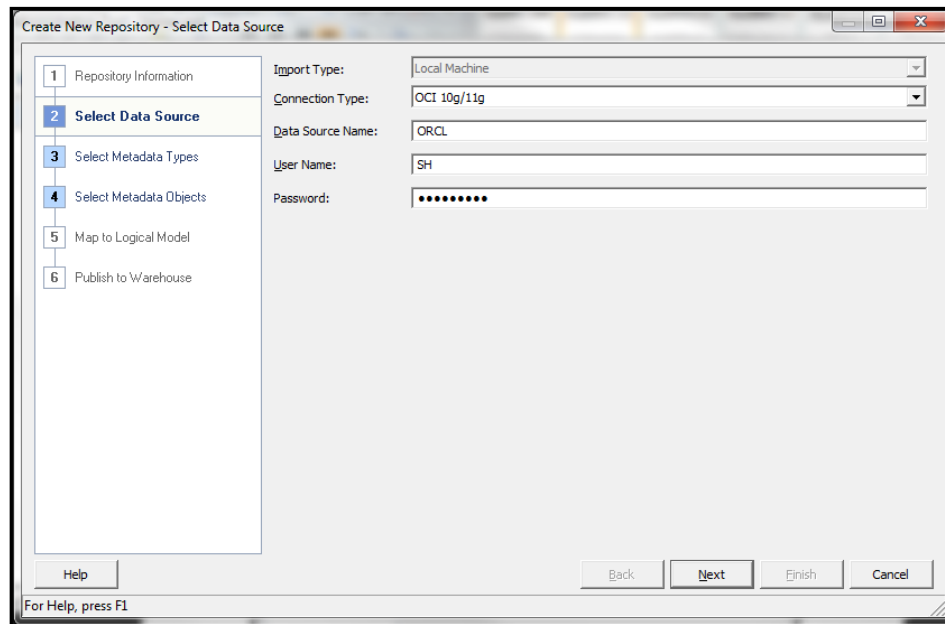 Create New Repository - Select Data Source
1 Repository Information
2 Select Data Source
3 Select Metadata Types
4 Select Metadata Objects
5 Map to Logical Model
6 Publish to Warehouse
Import Type: Local Machine
Connection Type: OCI 10g/11g
Data Source Name: ORCL
User Name: SH
Password: •••••••••
Help Back Next Finish Cancel
For Help, press F1